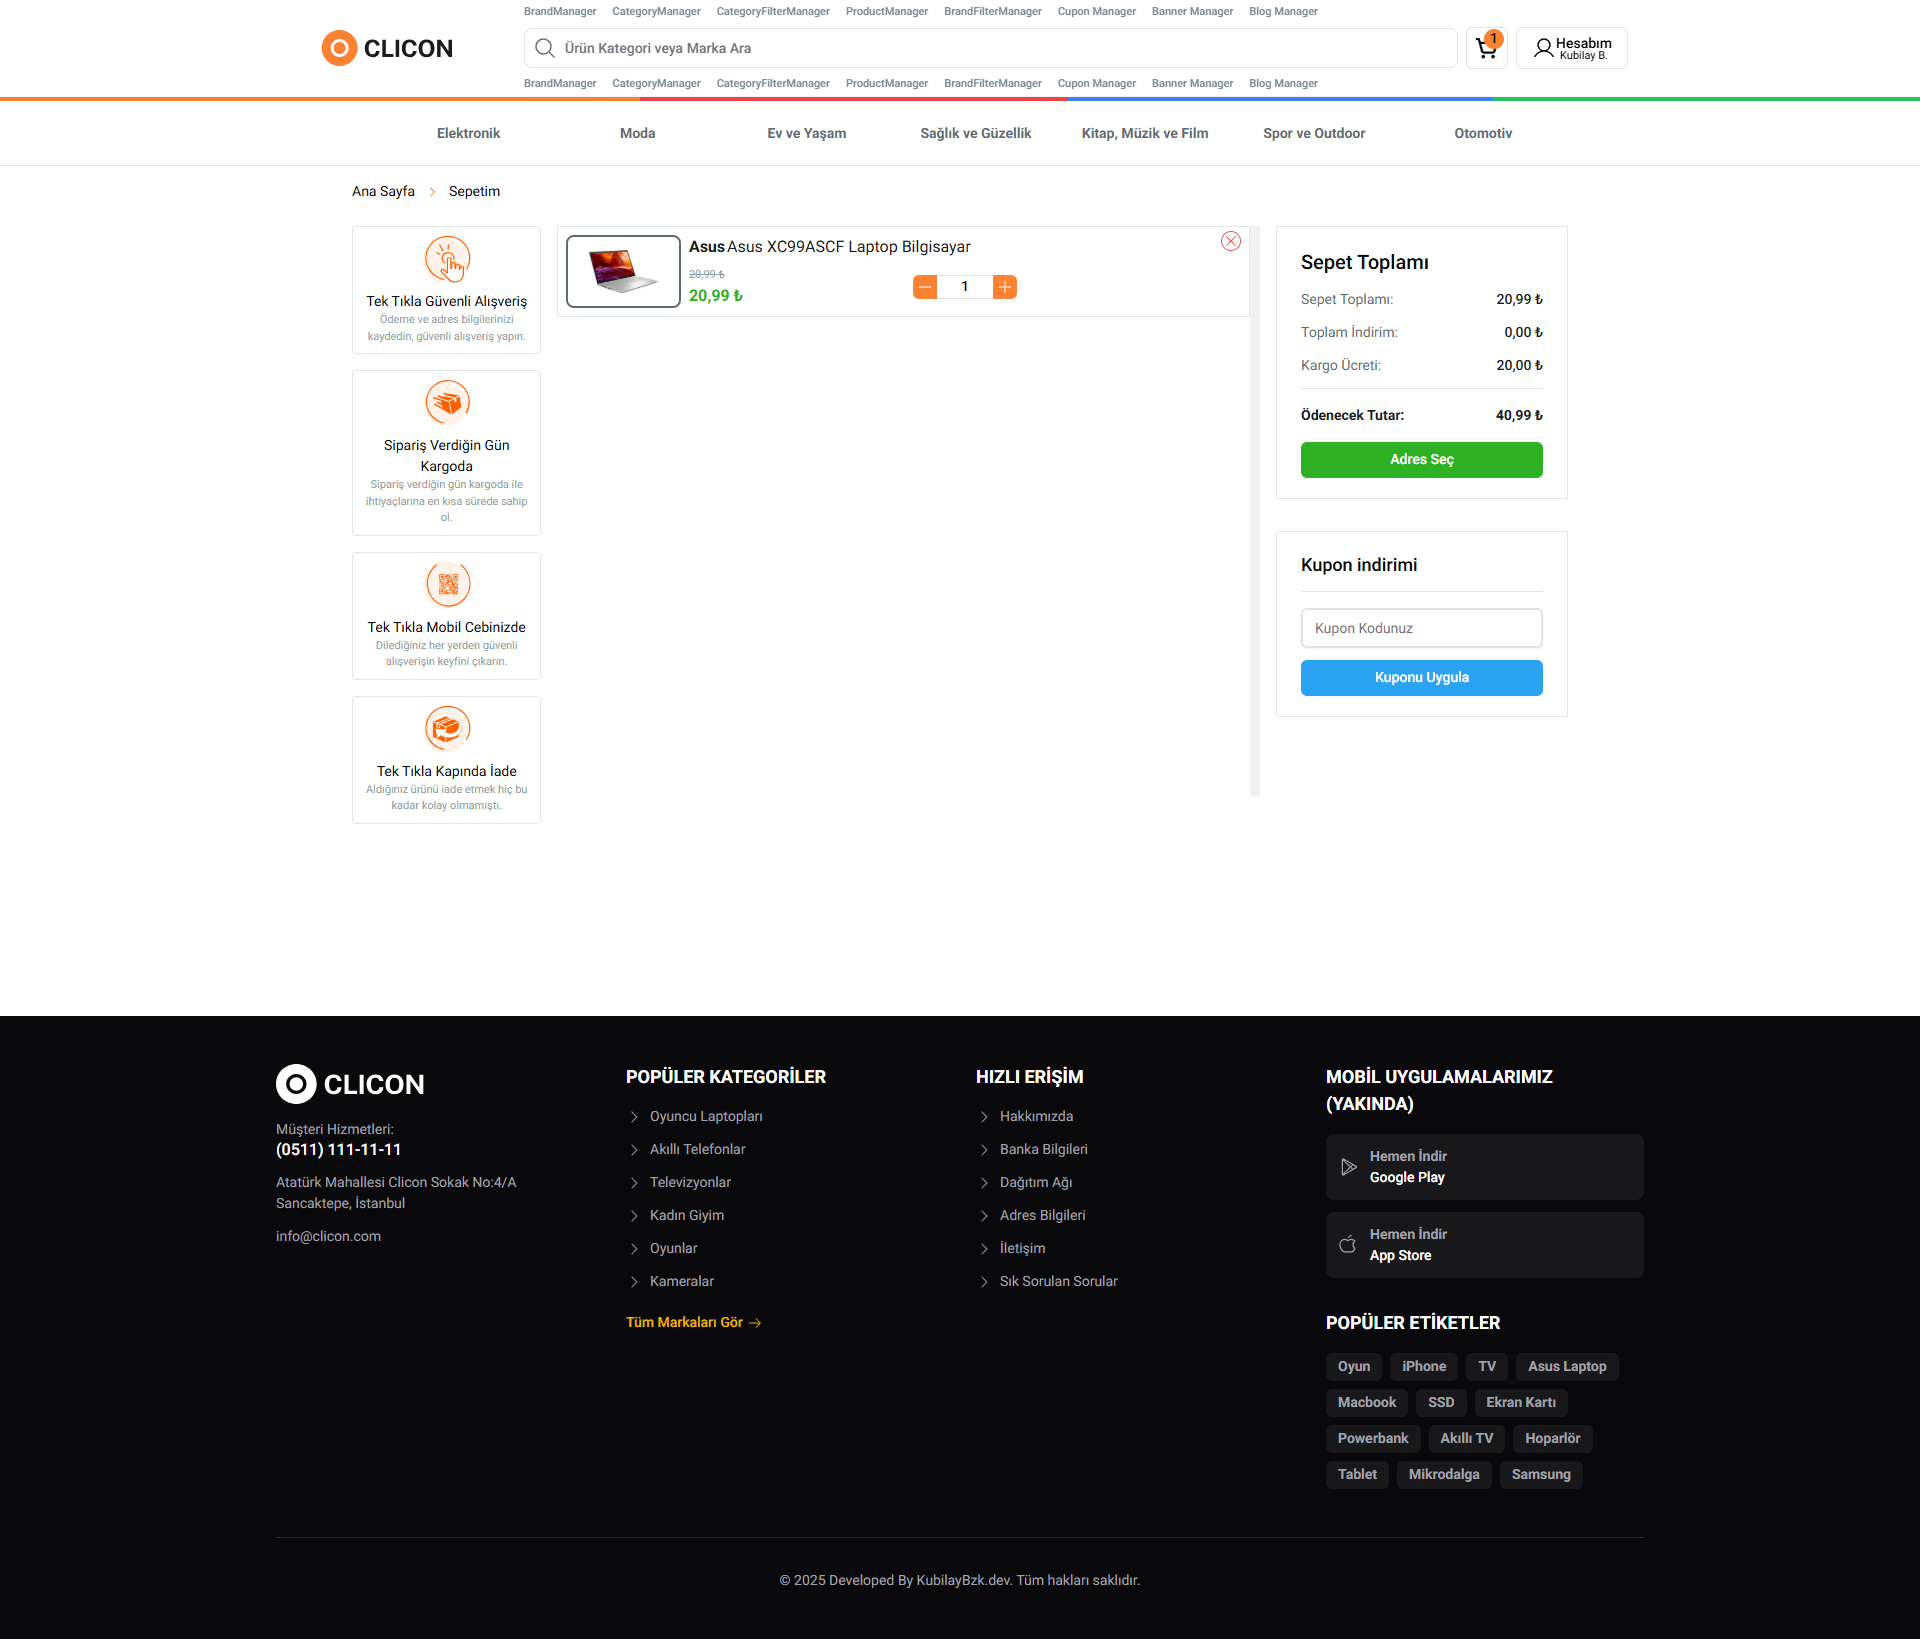 BrandManager CategoryManager CategoryFilterManager ProductManager BrandFilterManager Cupon Manager Banner Manager Blog Manager
CLICON
Ürün Kategori veya Marka Ara
1
Hesabım
Kubilay B.
BrandManager CategoryManager CategoryFilterManager ProductManager BrandFilterManager Cupon Manager Banner Manager Blog Manager
Elektronik Moda Ev ve Yaşam Sağlık ve Güzellik Kitap, Müzik ve Film Spor ve Outdoor Otomotiv
Ana Sayfa Sepetim
Tek Tıkla Güvenli Alışveriş
Ödeme ve adres bilgilerinizi
kaydedin, güvenli alışveriş yapın.
Sipariş Verdiğin Gün
Kargoda
Sipariş verdiğin gün kargoda ile
ihtiyaçlarına en kısa sürede sahip
ol.
Tek Tıkla Mobil Cebinizde
Dilediğiniz her yerden güvenli
alışverişin keyfini çıkarın.
Tek Tıkla Kapında İade
Aldığınız ürünü iade etmek hiç bu
kadar kolay olmamıştı.
Asus Asus XC99ASCF Laptop Bilgisayar
20,99 ₺
20,99 ₺
1
Sepet Toplamı
Sepet Toplamı: 20,99 ₺
Toplam İndirim: 0,00 ₺
Kargo Ücreti: 20,00 ₺
Ödenecek Tutar: 40,99 ₺
Adres Seç
Kupon indirimi
Kupon Kodunuz
Kuponu Uygula
CLICON
Müşteri Hizmetleri:
(0511) 111-11-11
Atatürk Mahallesi Clicon Sokak No:4/A
Sancaktepe, İstanbul
info@clicon.com
POPÜLER KATEGORİLER
Oyuncu Laptopları
Akıllı Telefonlar
Televizyonlar
Kadın Giyim
Oyunlar
Kameralar
Tüm Markaları Gör
HIZLI ERİŞİM
Hakkımızda
Banka Bilgileri
Dağıtım Ağı
Adres Bilgileri
İletişim
Sık Sorulan Sorular
MOBİL UYGULAMALARIMIZ
(YAKINDA)
Hemen İndir
Google Play
Hemen İndir
App Store
POPÜLER ETİKETLER
Oyun iPhone TV Asus Laptop
Macbook SSD Ekran Kartı
Powerbank Akıllı TV Hoparlör
Tablet Mikrodalga Samsung
© 2025 Developed By KubilayBzk.dev. Tüm hakları saklıdır.